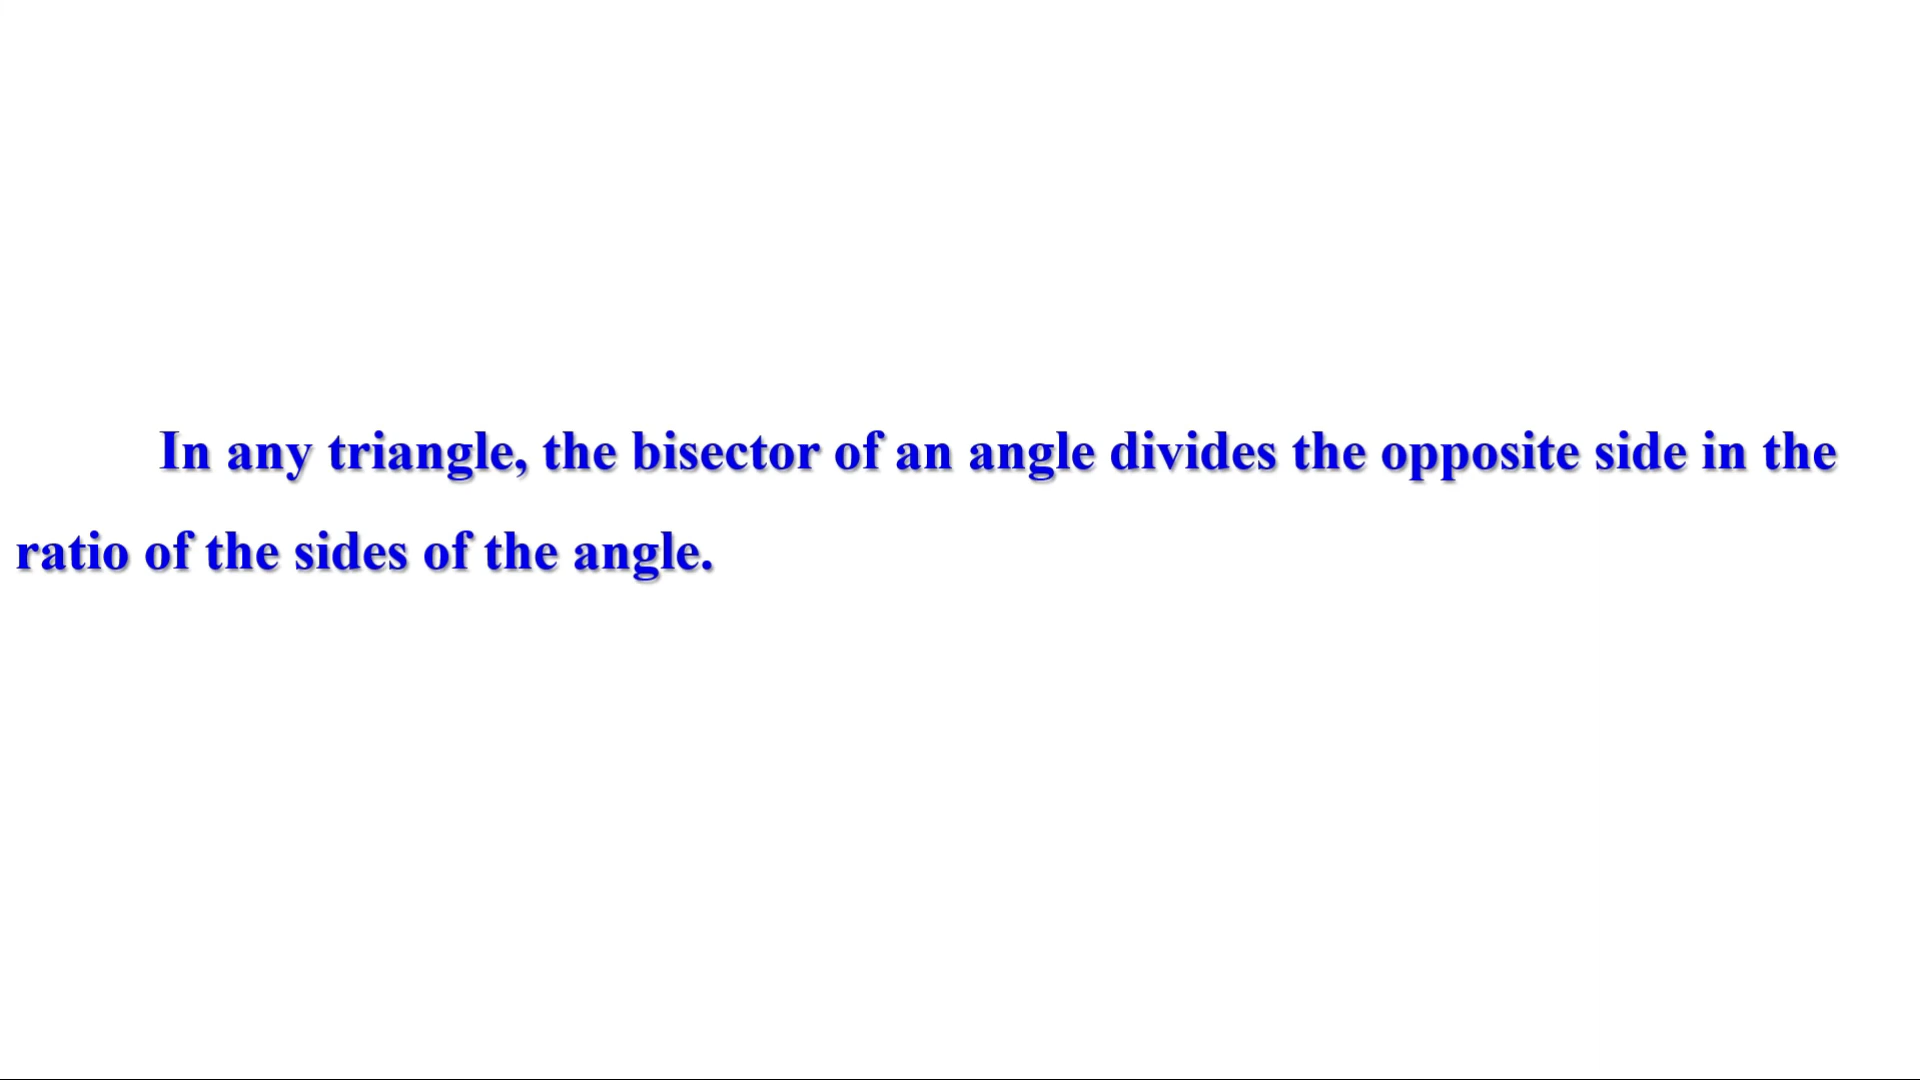 In any triangle, the bisector of an angle divides the opposite side in the
ratio of the sides of the angle.